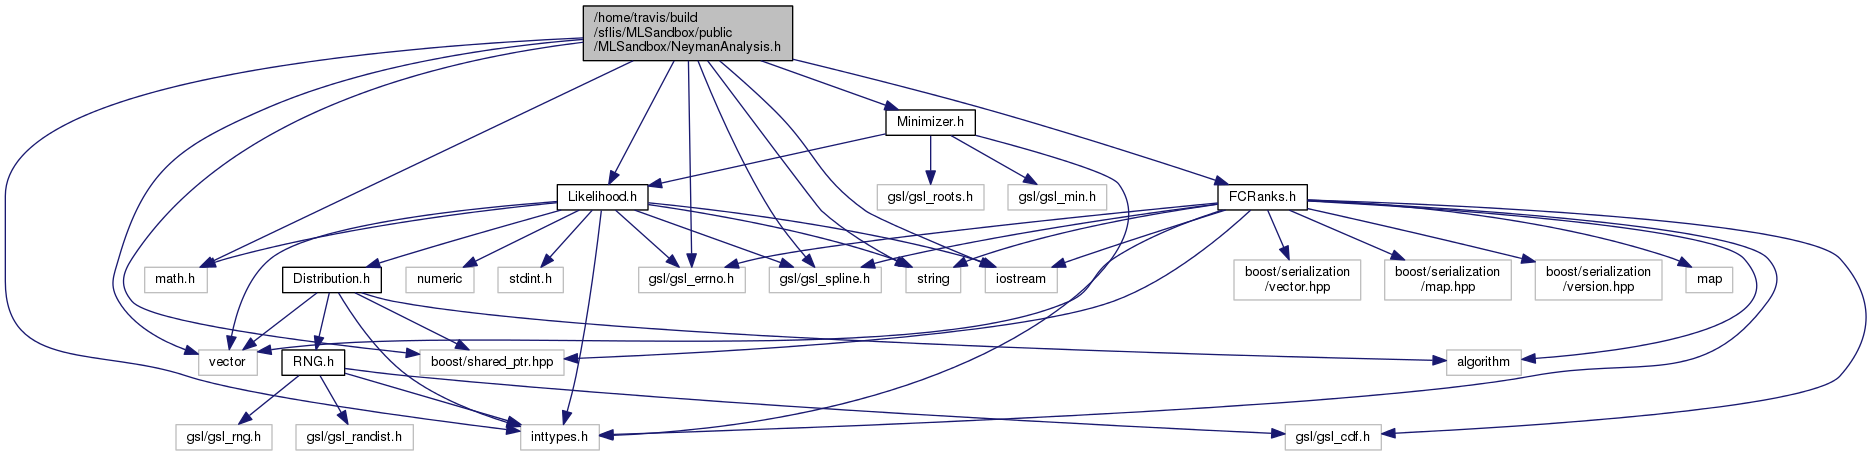 /home/travis/build
/sflis/MLSandbox/public
/MLSandbox/NeymanAnalysis.h
Minimizer.h
Likelihood.h
gsl/gsl_roots.h
gsl/gsl_min.h
FCRanks.h
math.h
Distribution.h
numeric
stdint.h
gsl/gsl_errno.h
gsl/gsl_spline.h
string
iostream
boost/serialization
/vector.hpp
boost/serialization
/map.hpp
boost/serialization
/version.hpp
map
vector
RNG.h
boost/shared_ptr.hpp
algorithm
gsl/gsl_rng.h
gsl/gsl_randist.h
inttypes.h
gsl/gsl_cdf.h